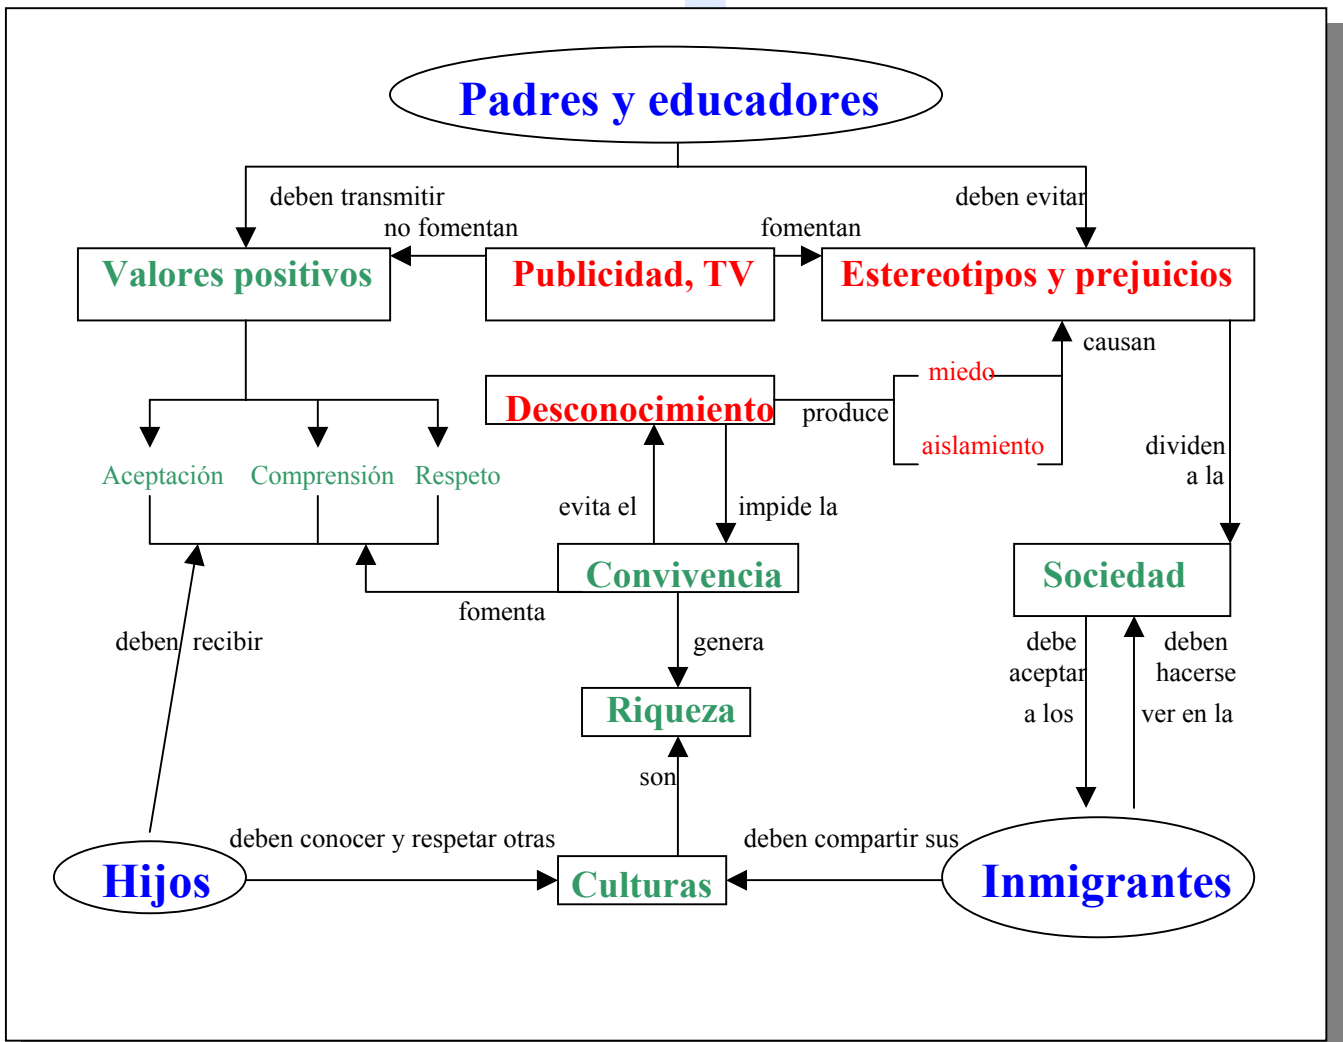 Padres y educadores
deben transmitir
deben evitar
no fomentan
fomentan
Valores positivos
Publicidad, TV
Estereotipos y prejuicios
causan
miedo
Desconocimiento
produce
aislamiento
dividen
a la
Aceptación
Comprensión
Respeto
evita el
impide la
Convivencia
Sociedad
fomenta
deben recibir
genera
debe
aceptar
a los
deben
hacerse
ver en la
Riqueza
son
deben conocer y respetar otras
deben compartir sus
Hijos
Culturas
Inmigrantes